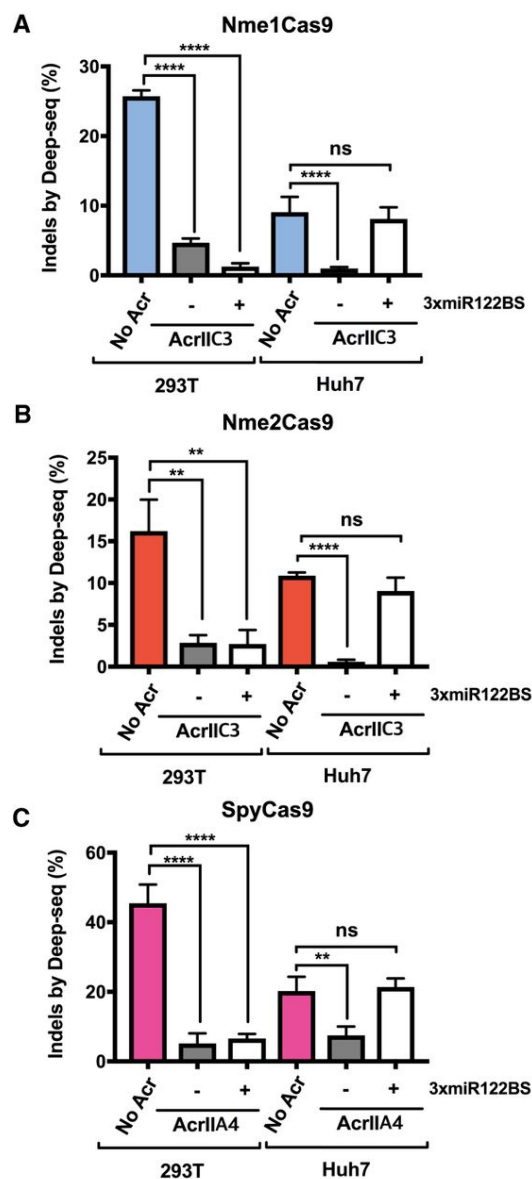 A
Nme1Cas9
Indels by Deep-seq (%)
30
20
10
0
****
****
ns
****
No Acr - + No Acr - + 3xmiR122BS
AcrIIC3 AcrIIC3
293T Huh7
B
Nme2Cas9
Indels by Deep-seq (%)
25
20
15
10
5
0
**
**
ns
****
No Acr - + No Acr - + 3xmiR122BS
AcrIIC3 AcrIIC3
293T Huh7
C
SpyCas9
Indels by Deep-seq (%)
60
40
20
0
****
****
ns
**
No Acr - + No Acr - + 3xmiR122BS
AcrIIA4 AcrIIA4
293T Huh7